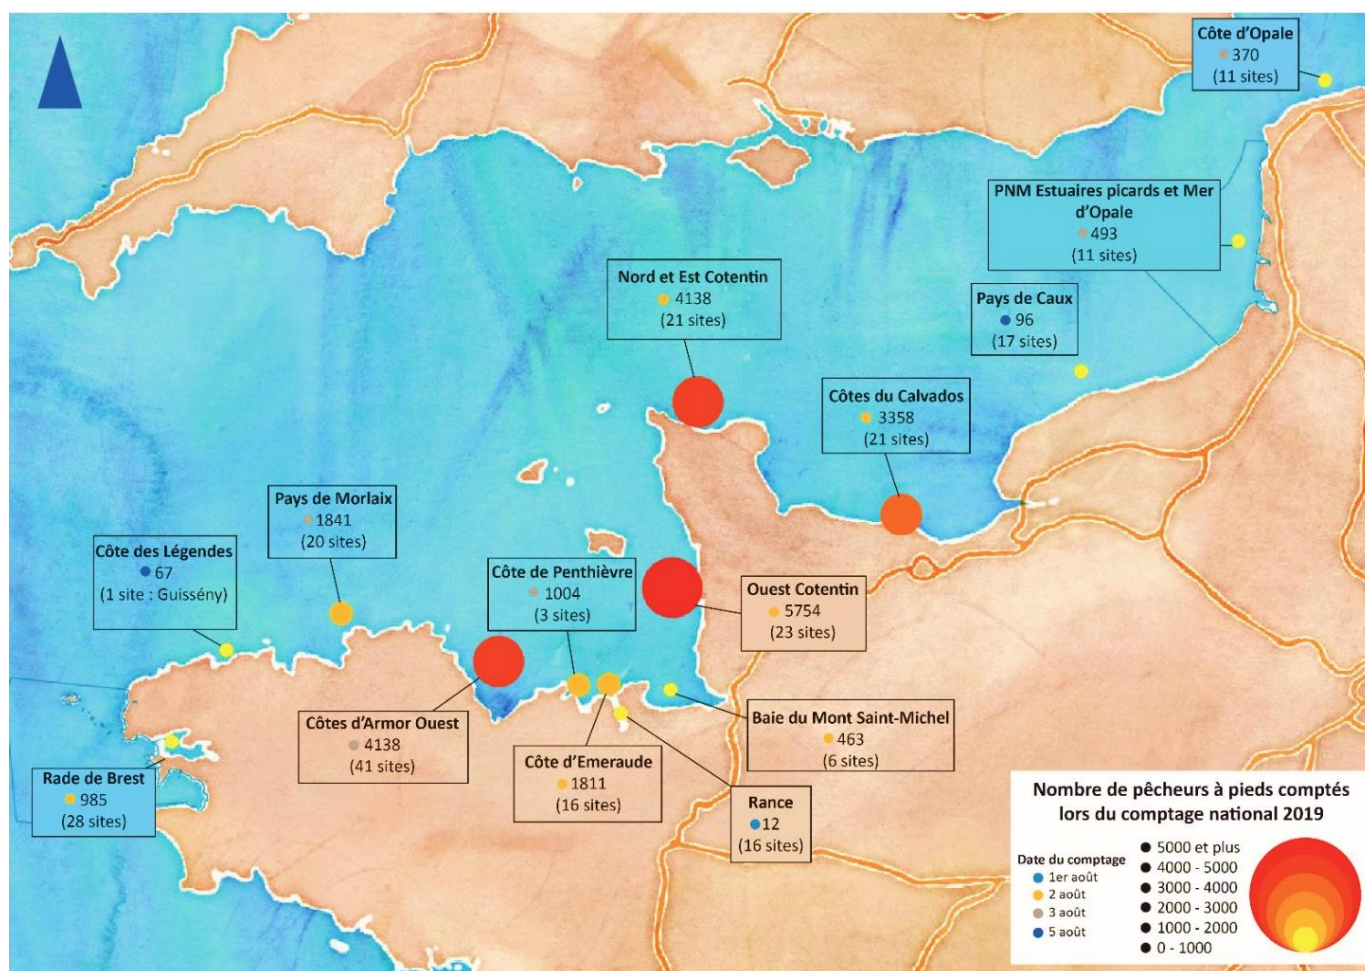 Côte d'Opale
370
(11 sites)
PNM Estuaires picards et Mer
d'Opale
493
(11 sites)
Nord et Est Cotentin
4138
(21 sites)
Pays de Caux
96
(17 sites)
Côtes du Calvados
3358
(21 sites)
Pays de Morlaix
1841
(20 sites)
Côte des Légendes
67
(1 site : Guissény)
Côte de Penthièvre
1004
(3 sites)
Ouest Cotentin
5754
(23 sites)
Côtes d'Armor Ouest
4138
(41 sites)
Baie du Mont Saint-Michel
463
(6 sites)
Côte d'Emeraude
1811
(16 sites)
Rade de Brest
985
(28 sites)
Rance
12
(16 sites)
Nombre de pêcheurs à pieds comptés
lors du comptage national 2019
Date du comptage
1er août
2 août
3 août
5 août
5000 et plus
4000 - 5000
3000 - 4000
2000 - 3000
1000 - 2000
0 - 1000